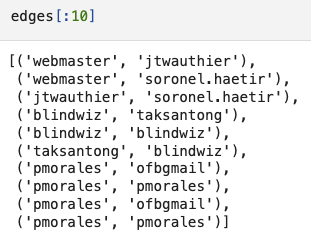 edges[:10]
[('webmaster', 'jtwauthier'),
 ('webmaster', 'soronel.haetir'),
 ('jtwauthier', 'soronel.haetir'),
 ('blindwiz', 'taksantong'),
 ('blindwiz', 'blindwiz'),
 ('taksantong', 'blindwiz'),
 ('pmorales', 'ofbgmail'),
 ('pmorales', 'pmorales'),
 ('pmorales', 'ofbgmail'),
 ('pmorales', 'pmorales')]